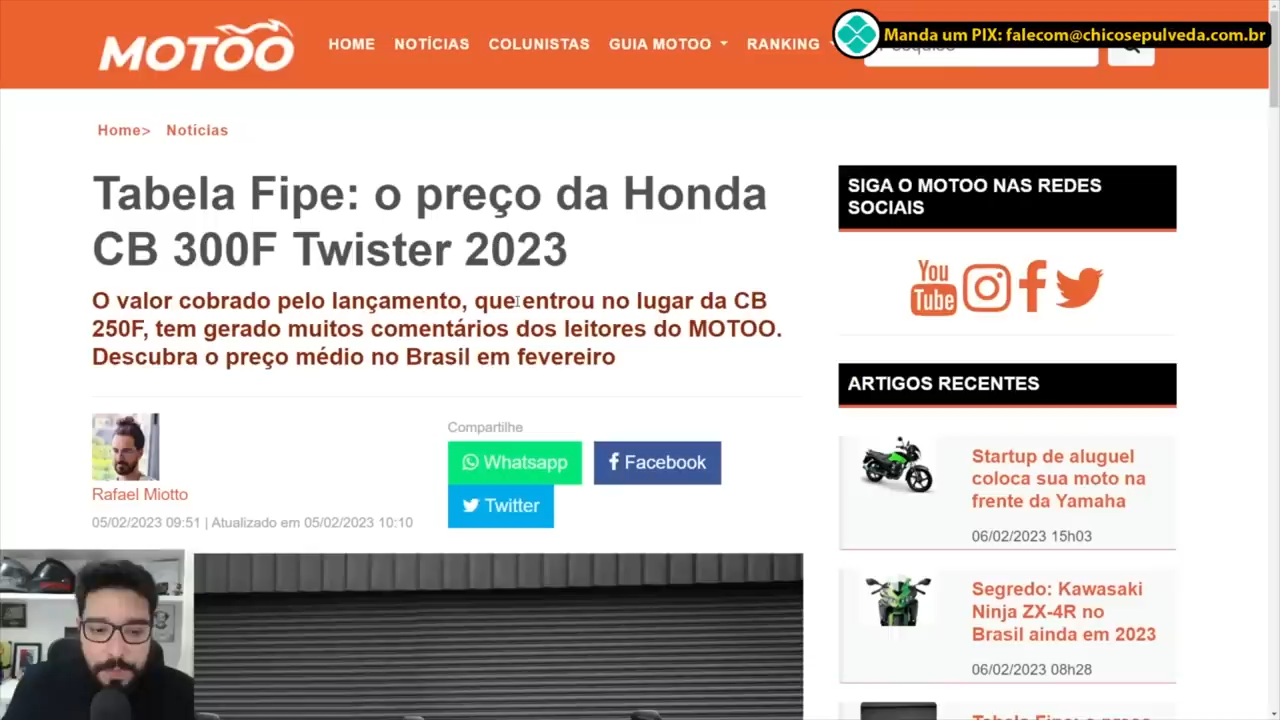 MOTOO
HOME NOTÍCIAS COLUNISTAS GUIA MOTOO RANKING
Manda um PIX: falecom@chicosepulveda.com.br
Home> Noticias
Tabela Fipe: o preço da Honda
CB 300F Twister 2023
O valor cobrado pelo lançamento, que entrou no lugar da CB
250F, tem gerado muitos comentários dos leitores do MOTOO.
Descubra o preço médio no Brasil em fevereiro
Rafael Miotto
05/02/2023 09:51 | Atualizado em 05/02/2023 10:10
Compartilhe
Whatsapp
Facebook
Twitter
SIGA O MOTOO NAS REDES
SOCIAIS
You
Tube
ARTIGOS RECENTES
Startup de aluguel
coloca sua moto na
frente da Yamaha
06/02/2023 15h03
Segredo: Kawasaki
Ninja ZX-4R no
Brasil ainda em 2023
06/02/2023 08h28